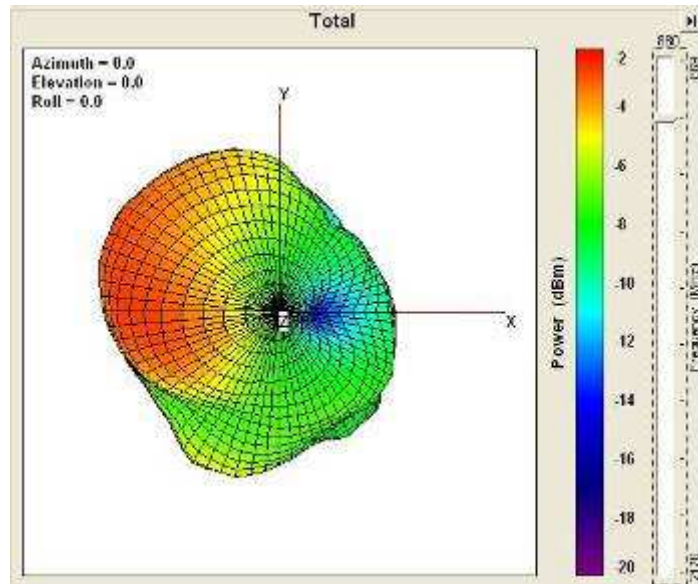 Total
Azimuth = 0.0
Elevation = 0.0
Roll = 0.0
Y
X
Z
Power (dBm)
2
-4
-6
-8
-10
-12
-14
-16
-18
-20
880